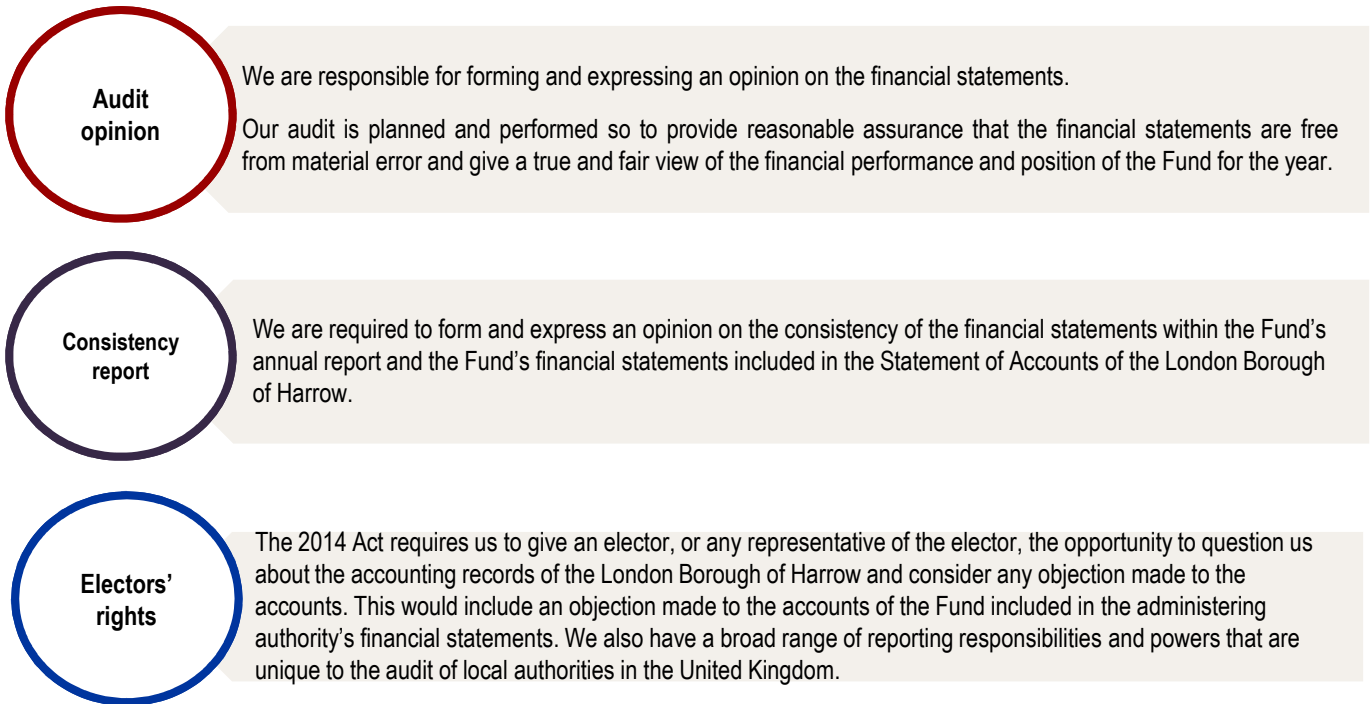 Audit
opinion
We are responsible for forming and expressing an opinion on the financial statements.
Our audit is planned and performed so to provide reasonable assurance that the financial statements are free
from material error and give a true and fair view of the financial performance and position of the Fund for the year.
Consistency
report
We are required to form and express an opinion on the consistency of the financial statements within the Fund's
annual report and the Fund's financial statements included in the Statement of Accounts of the London Borough
of Harrow.
Electors'
rights
The 2014 Act requires us to give an elector, or any representative of the elector, the opportunity to question us
about the accounting records of the London Borough of Harrow and consider any objection made to the
accounts. This would include an objection made to the accounts of the Fund included in the administering
authority's financial statements. We also have a broad range of reporting responsibilities and powers that are
unique to the audit of local authorities in the United Kingdom.